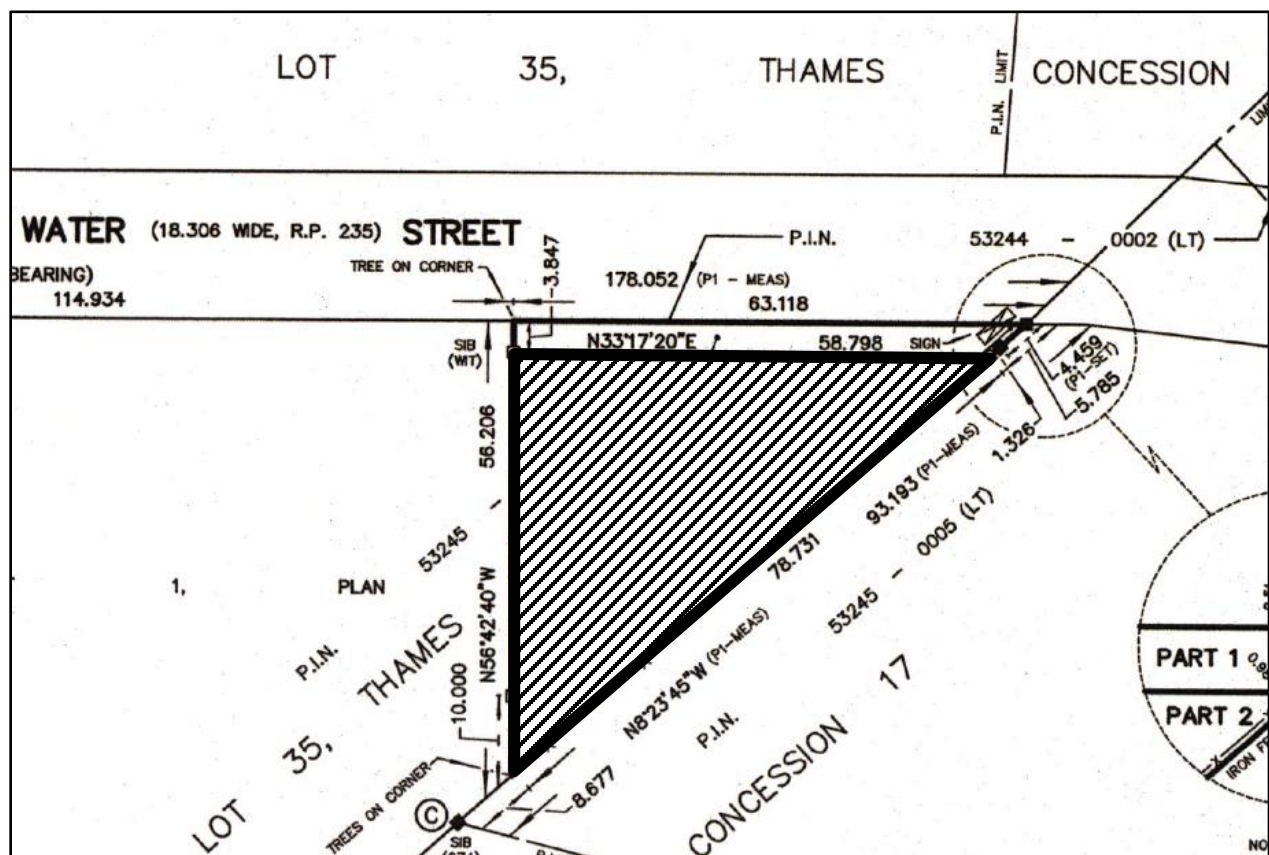 LOT 35, THAMES CONCESSION
P.I.N. LIMIT
WATER (18.306 WIDE, R.P. 235) STREET
P.I.N. 53244 - 0002 (LT)
BEARING)
114.934
TREE ON CORNER
3.847
178.052 (P1 - MEAS)
63.118
SIB
(WIT)
N33°17'20"E
58.798
SIGN
4.459
(P1-SET)
5.785
1.326
56.206
93.193 (P1-MEAS)
78.731
53245 - 0005 (LT)
1, PLAN 53245 -
P.I.N.
N56°42'40"W
10.000
LOT 35, THAMES
N8°23'45"W (P1-MEAS)
P.I.N.
CONCESSION 17
TREES ON CORNER
8.677
C
SIB
PART 1
PART 2
X
IRON
NO